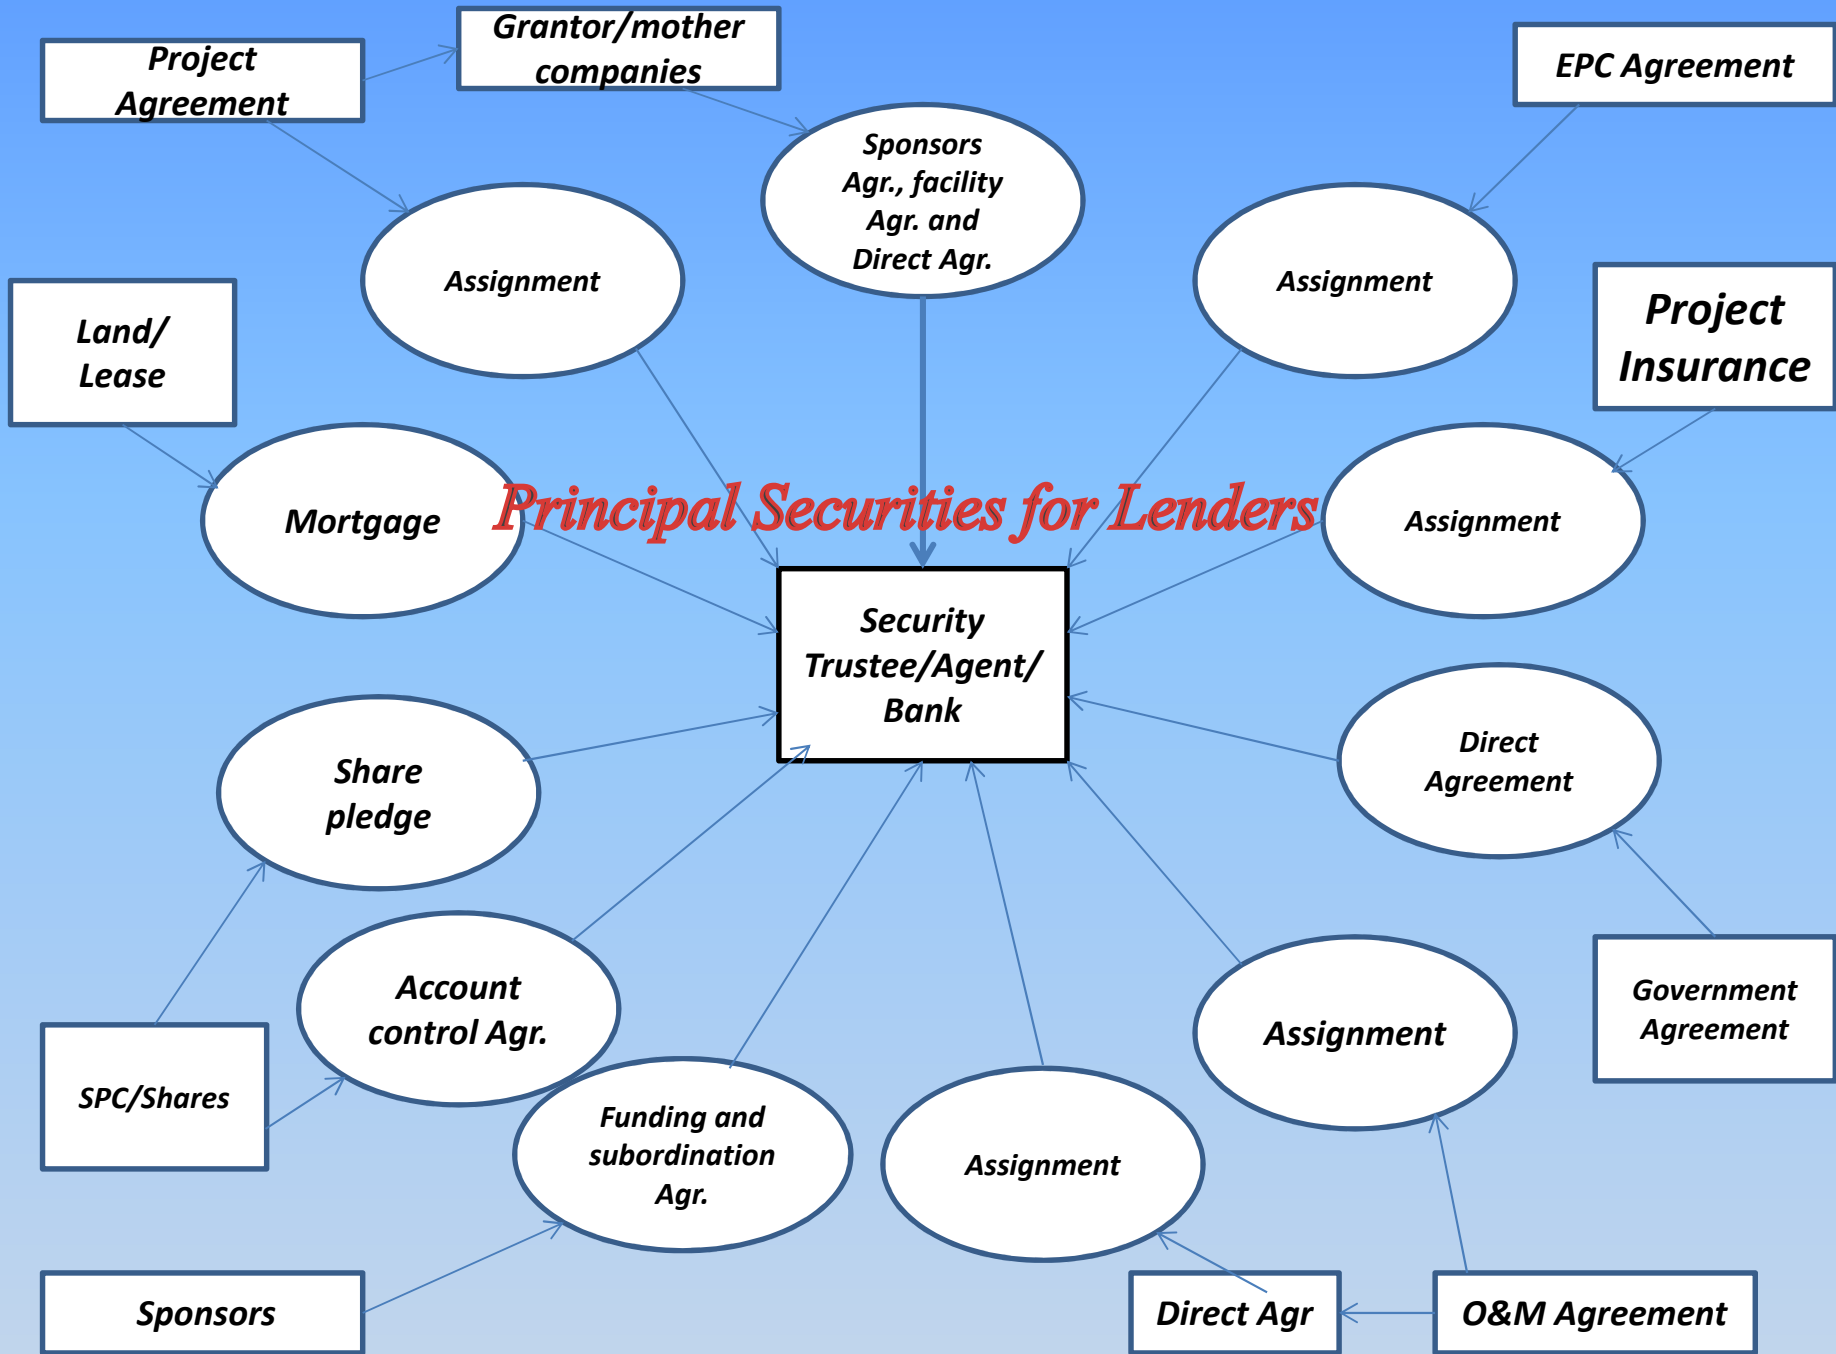 Grantor/mother
companies
Project
Agreement
EPC Agreement
Sponsors
Agr., facility
Agr. and
Direct Agr.
Assignment
Assignment
Land/
Lease
Project
Insurance
Principal Securities for Lenders
Mortgage
Assignment
Security
Trustee/Agent/
Bank
Share
pledge
Direct
Agreement
Account
control Agr.
Assignment
Government
Agreement
SPC/Shares
Funding and
subordination
Agr.
Assignment
Sponsors
Direct Agr
O&M Agreement